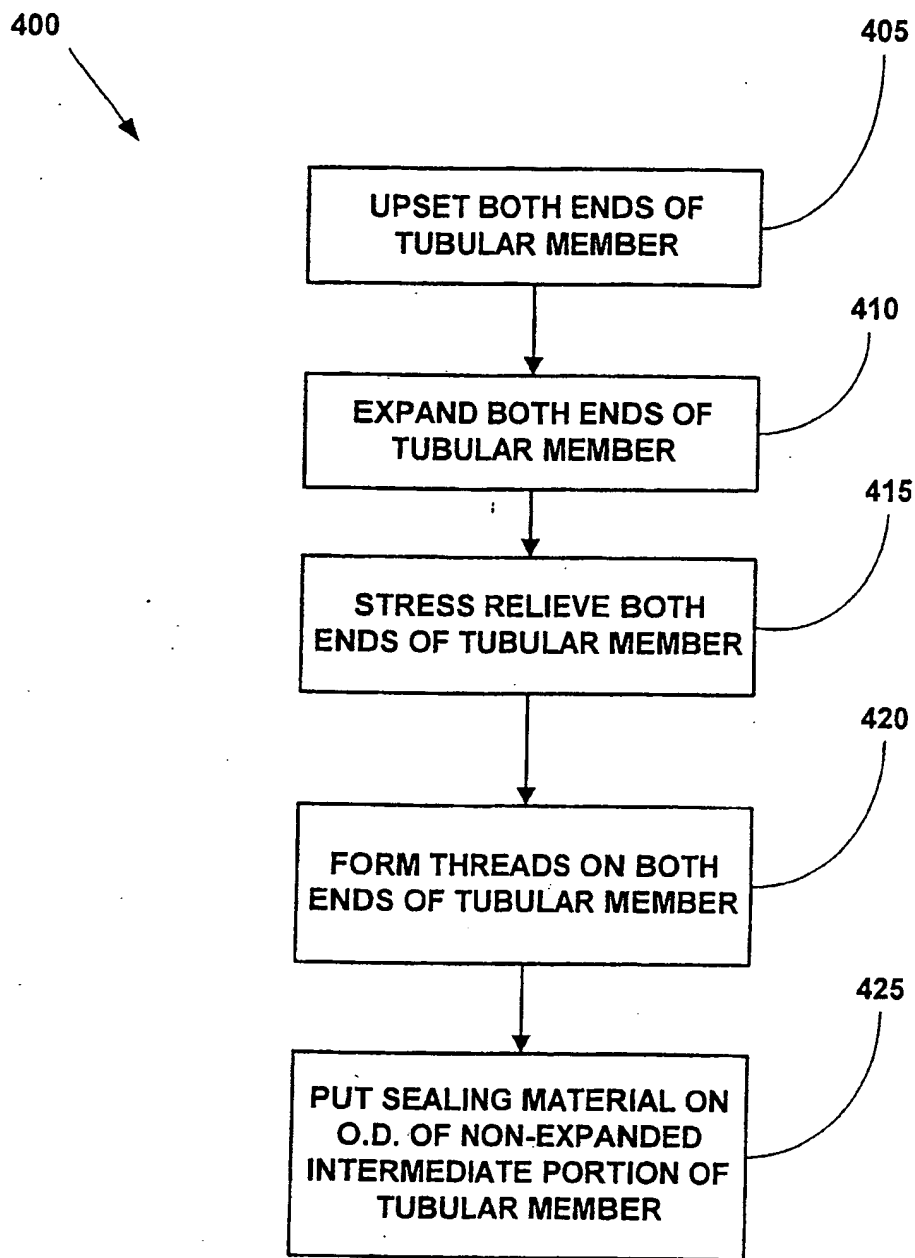 400
405
UPSET BOTH ENDS OF
TUBULAR MEMBER
410
EXPAND BOTH ENDS OF
TUBULAR MEMBER
415
STRESS RELIEVE BOTH
ENDS OF TUBULAR MEMBER
420
FORM THREADS ON BOTH
ENDS OF TUBULAR MEMBER
425
PUT SEALING MATERIAL ON
O.D. OF NON-EXPANDED
INTERMEDIATE PORTION OF
TUBULAR MEMBER